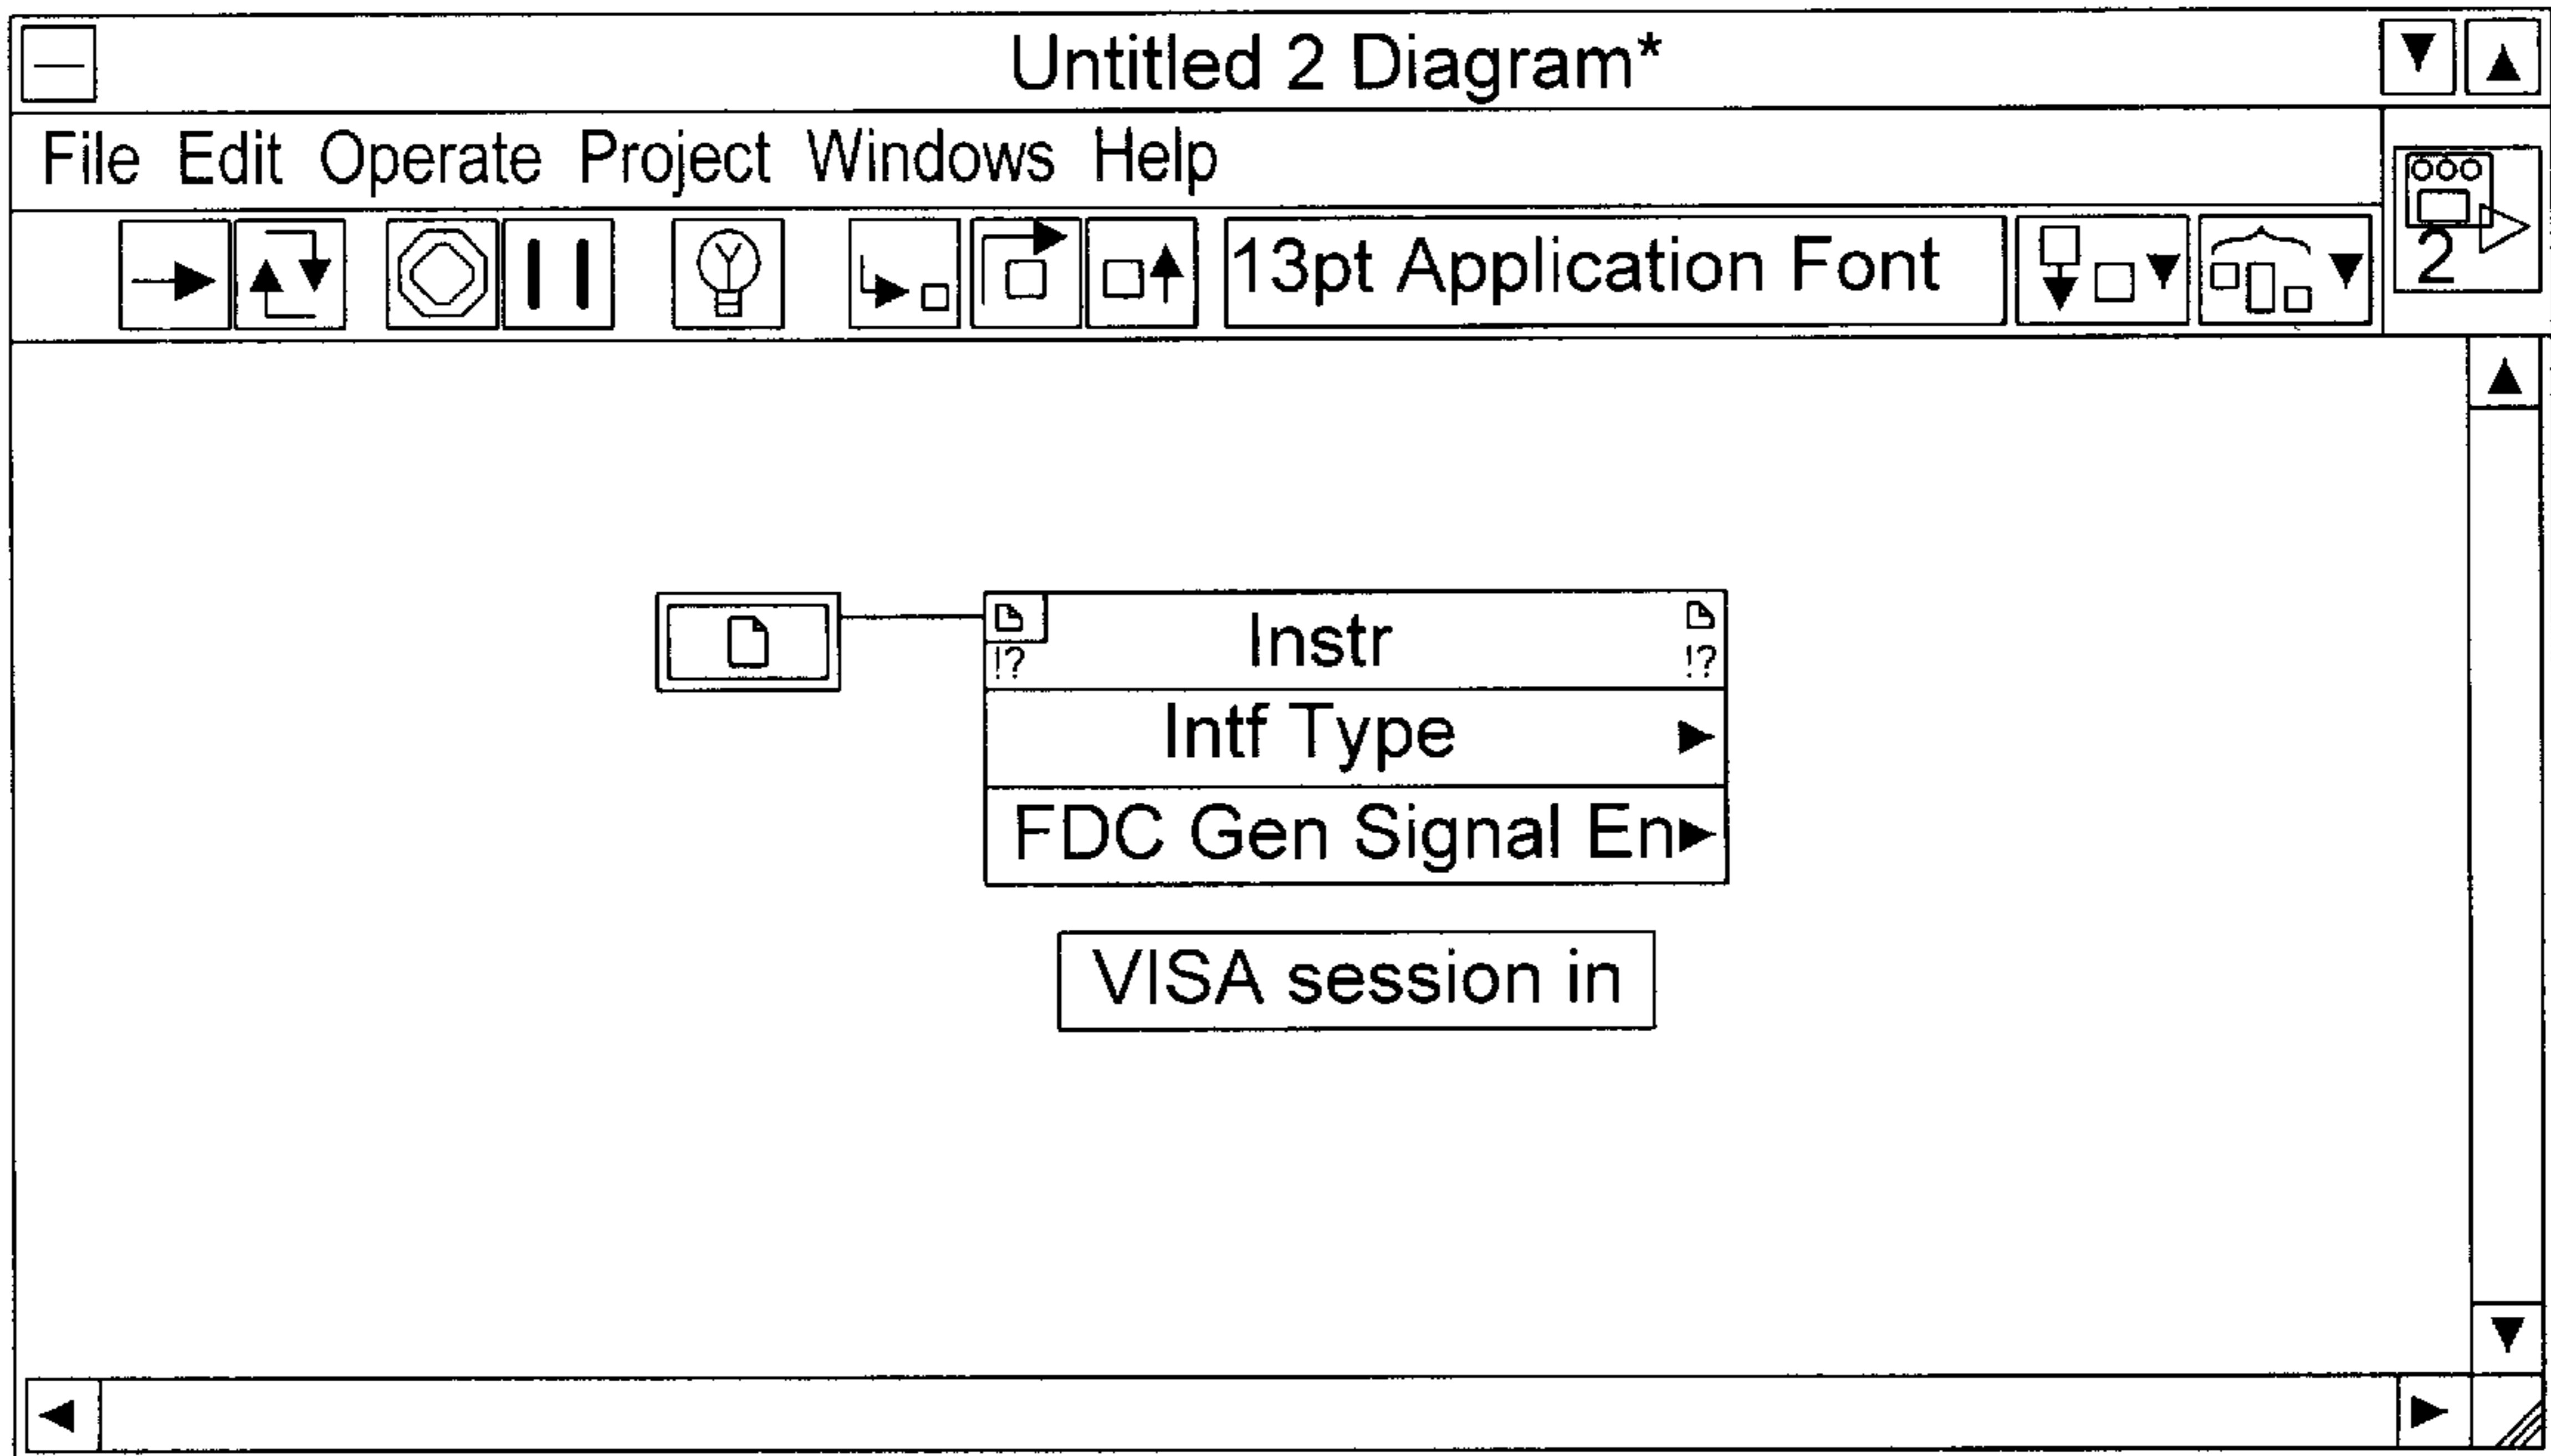 Untitled 2 Diagram*
File Edit Operate Project Windows Help
13pt Application Font
2
Instr
!?
!?
Intf Type
FDC Gen Signal En
VISA session in